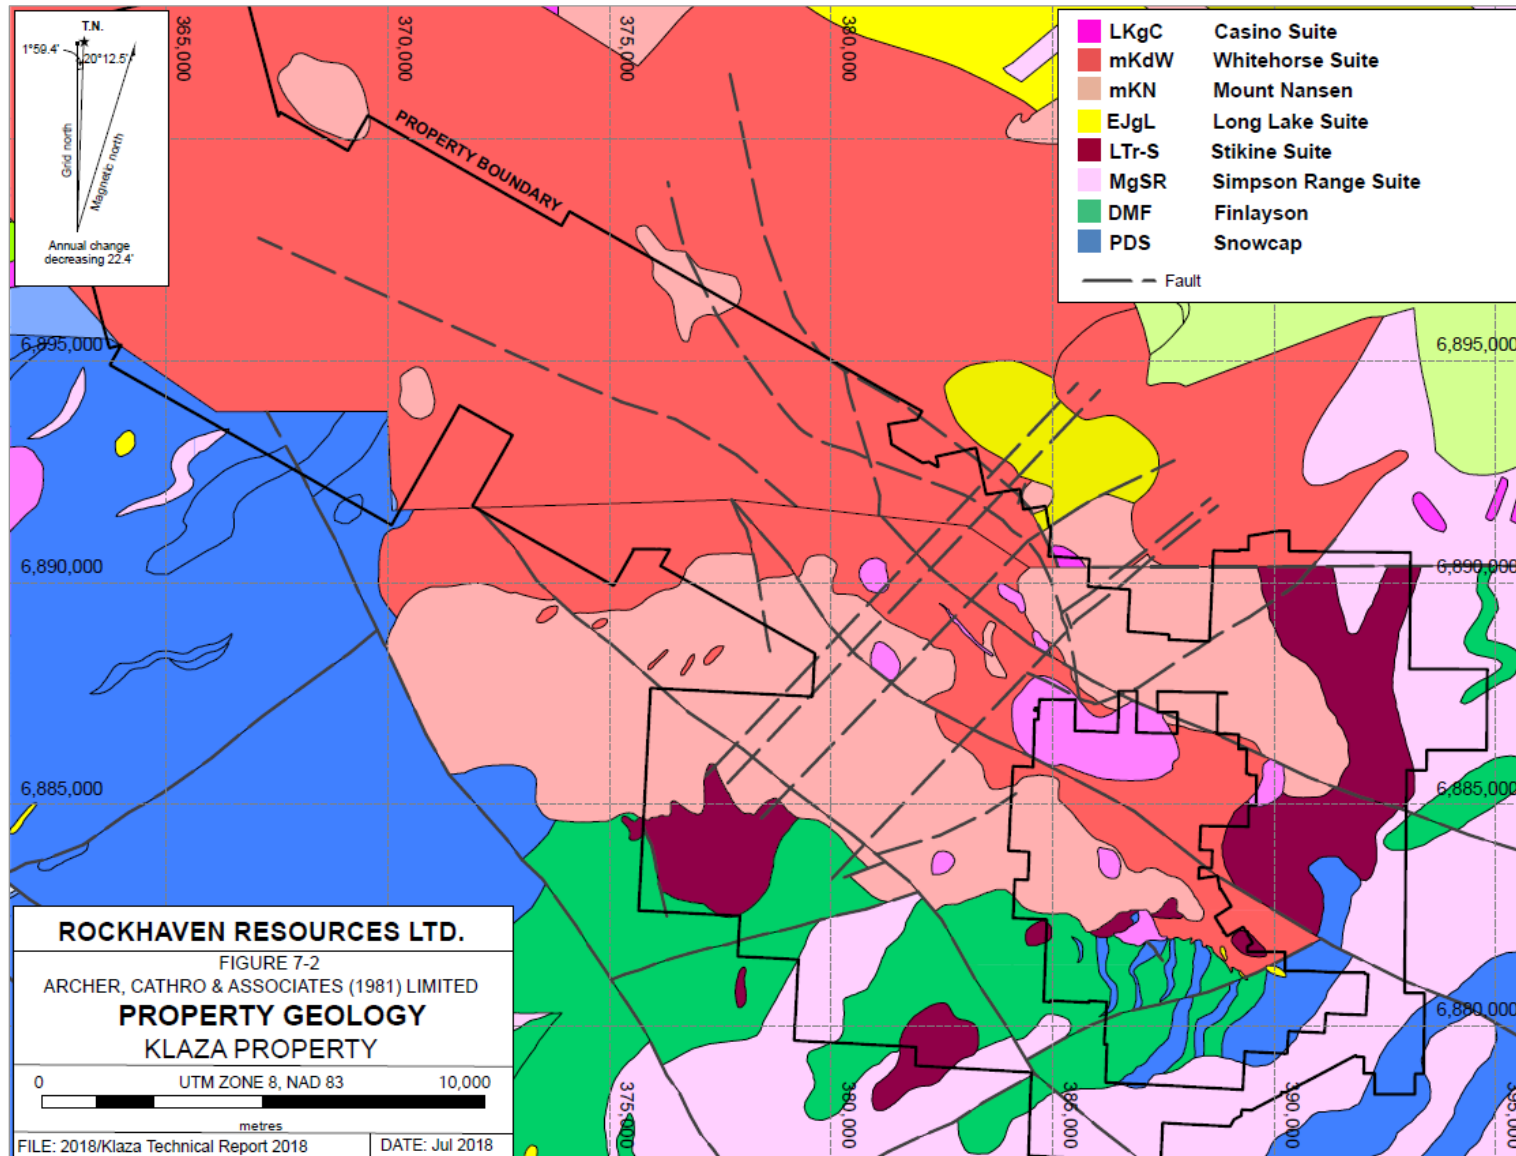 T.N.
1°59.4'
20°12.5'
Grid north
Magnetic north
Annual change
decreasing 22.4'
365,000
370,000
375,000
380,000
LKgC Casino Suite
mKdW Whitehorse Suite
mKN Mount Nansen
EJgL Long Lake Suite
LTr-S Stikine Suite
MgSR Simpson Range Suite
DMF Finlayson
PDS Snowcap
Fault
PROPERTY BOUNDARY
6,895,000
6,895,000
6,890,000
6,890,000
6,885,000
6,885,000
6,880,000
375,000
380,000
385,000
390,000
395,000
ROCKHAVEN RESOURCES LTD.
FIGURE 7-2
ARCHER, CATHRO & ASSOCIATES (1981) LIMITED
PROPERTY GEOLOGY
KLAZA PROPERTY
0 UTM ZONE 8, NAD 83 10,000
metres
FILE: 2018/Klaza Technical Report 2018 DATE: Jul 2018